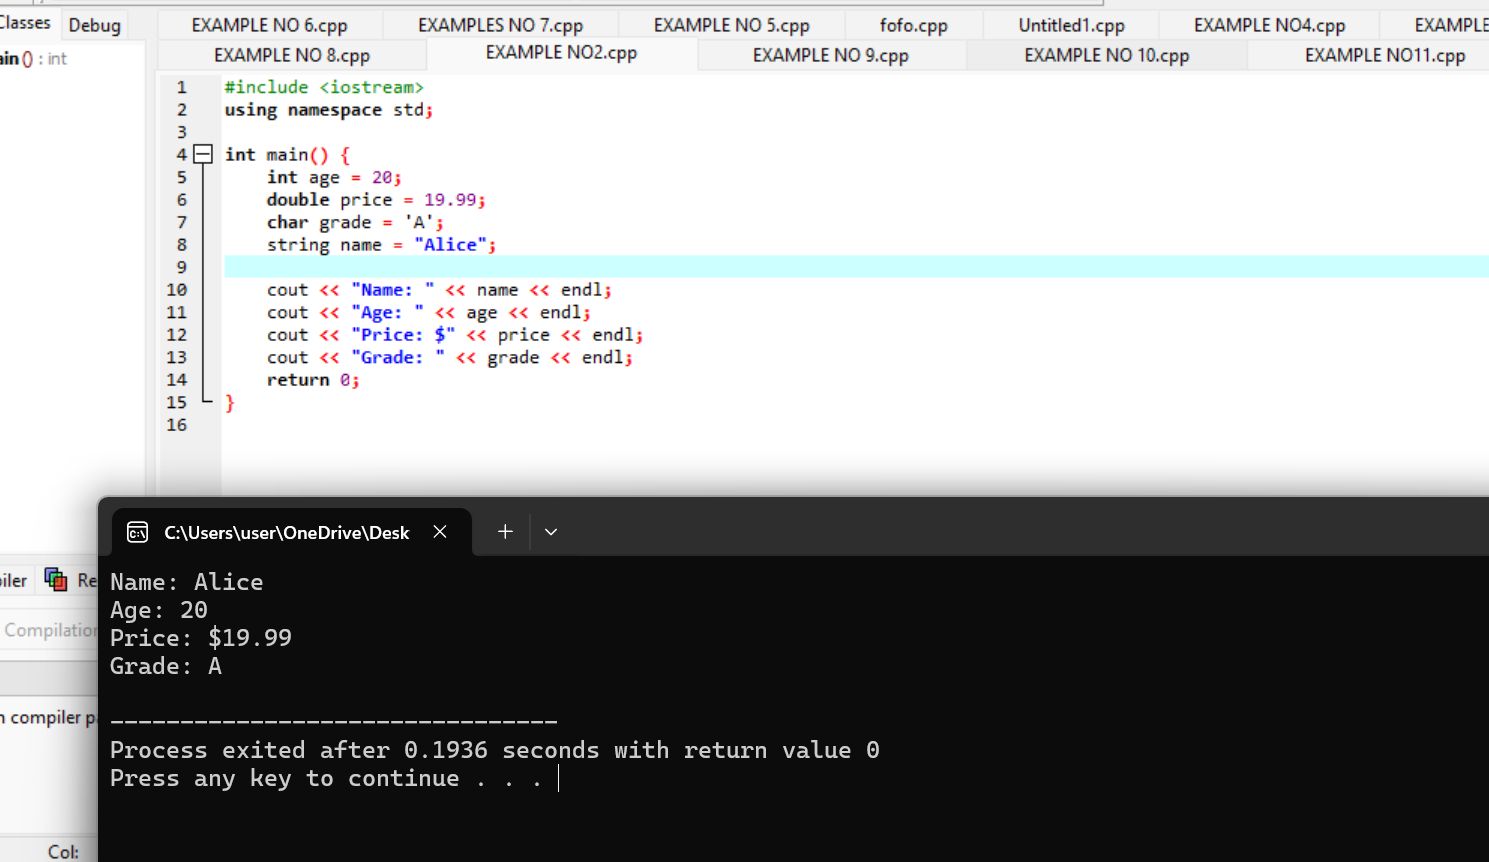 Classes Debug
EXAMPLE NO 6.cpp EXAMPLES NO 7.cpp EXAMPLE NO 5.cpp fofo.cpp Untitled1.cpp EXAMPLE NO4.cpp EXAMPLE
EXAMPLE NO 8.cpp EXAMPLE NO2.cpp EXAMPLE NO 9.cpp EXAMPLE NO 10.cpp EXAMPLE NO11.cpp
ain () : int
1 #include <iostream>
2 using namespace std;
3
4 int main() {
5     int age = 20;
6     double price = 19.99;
7     char grade = 'A';
8     string name = "Alice";
9
10     cout << "Name: " << name << endl;
11     cout << "Age: " << age << endl;
12     cout << "Price: $" << price << endl;
13     cout << "Grade: " << grade << endl;
14     return 0;
15 }
16
C:\Users\user\OneDrive\Desk
iler Re
Compilation
n compiler pa
Col:
Name: Alice
Age: 20
Price: $19.99
Grade: A
--------------------------------
Process exited after 0.1936 seconds with return value 0
Press any key to continue . . .